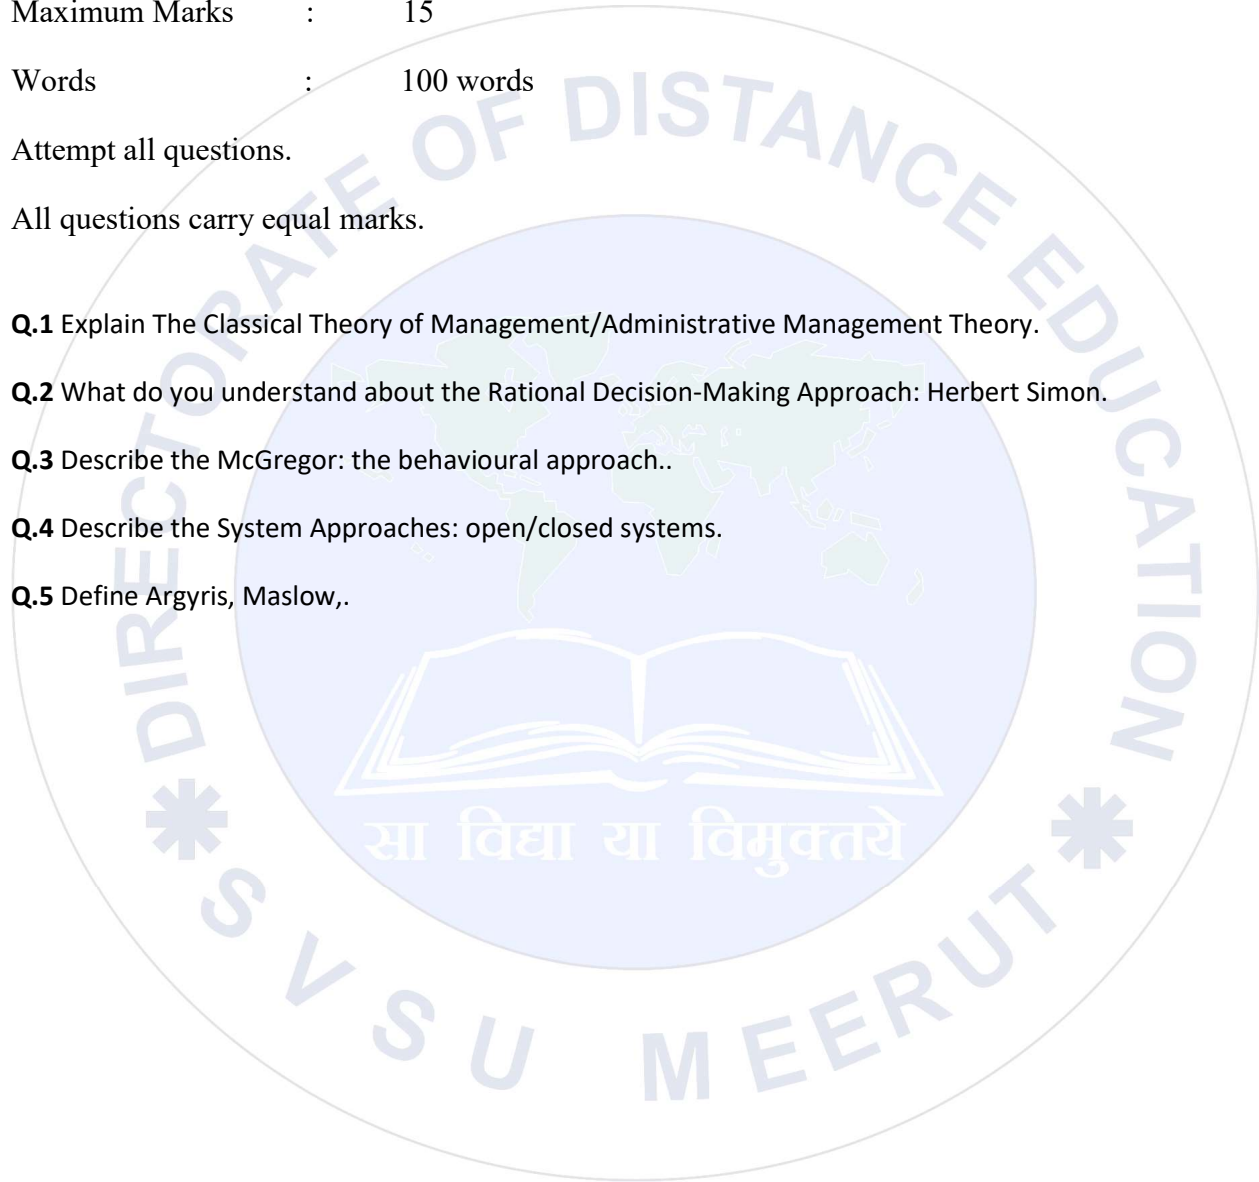 Maximum Marks : 15
Words : 100 words
Attempt all questions.
All questions carry equal marks.
Q.1 Explain The Classical Theory of Management/Administrative Management Theory.
Q.2 What do you understand about the Rational Decision-Making Approach: Herbert Simon.
Q.3 Describe the McGregor: the behavioural approach..
Q.4 Describe the System Approaches: open/closed systems.
Q.5 Define Argyris, Maslow,.
DIRECTORATE OF DISTANCE EDUCATION
सा विद्या या विमुक्तये
* SVSU MEERUT *